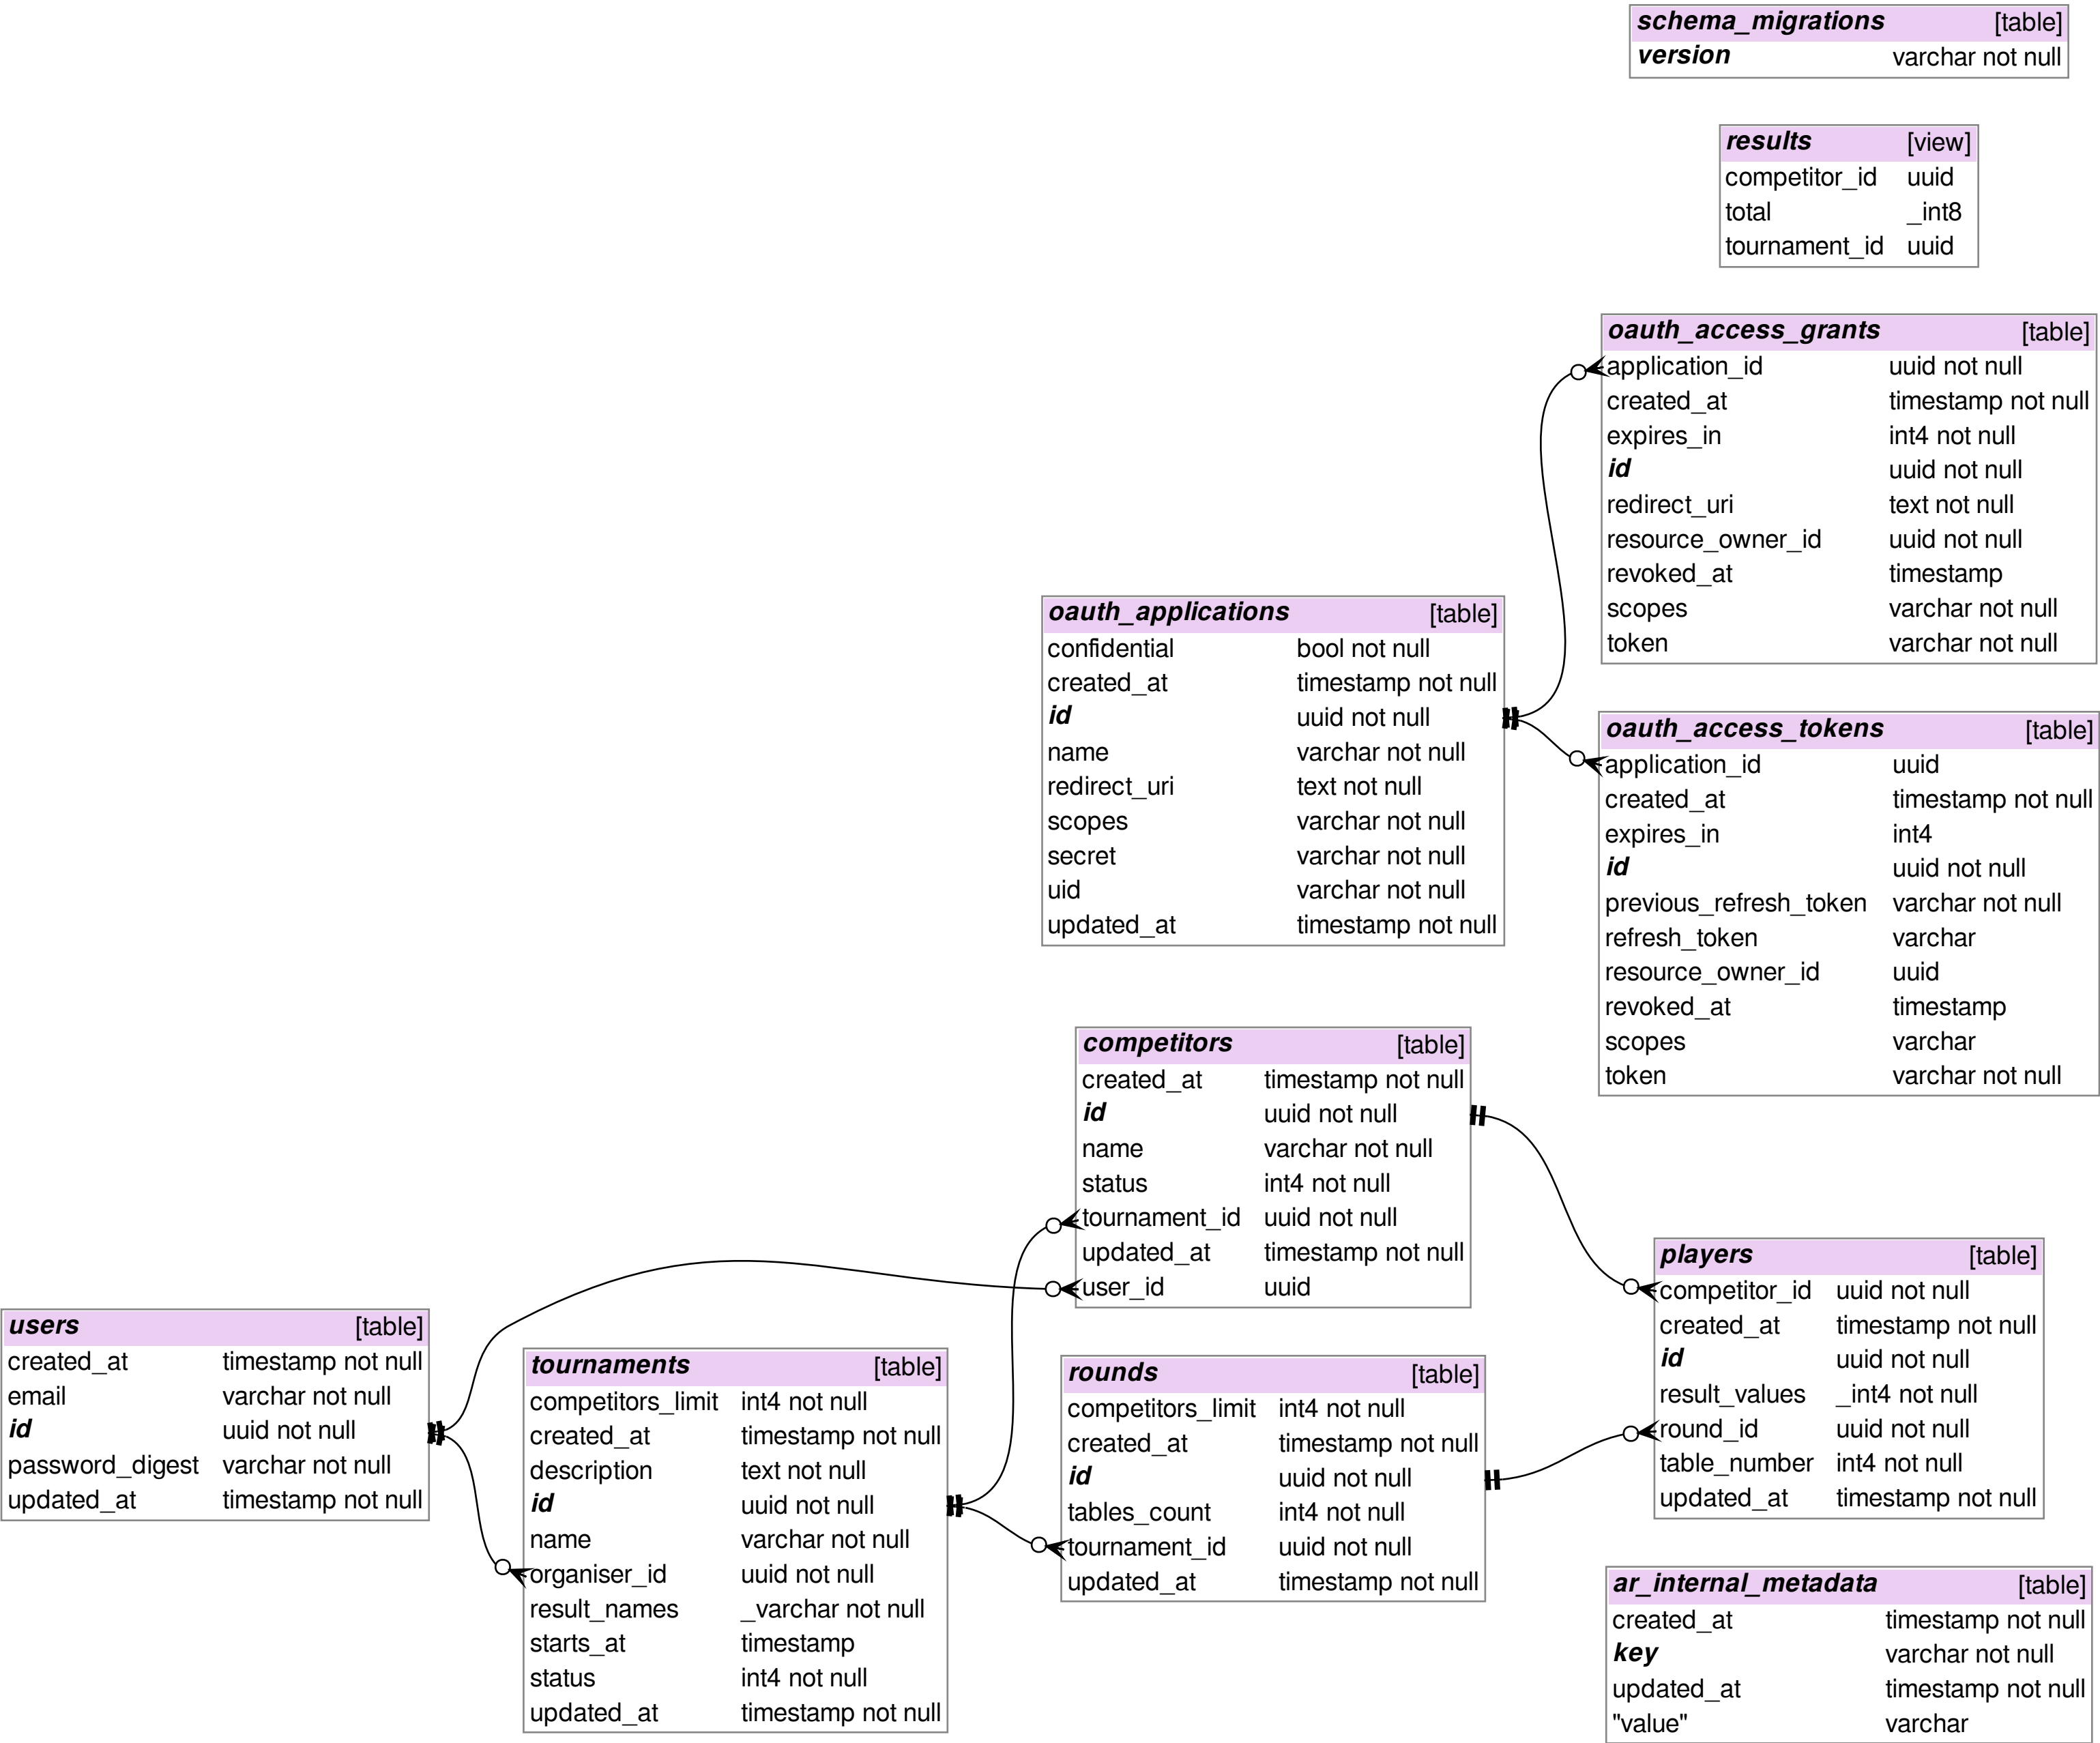 schema_migrations [table]
version varchar not null
results [view]
competitor_id uuid
total _int8
tournament_id uuid
oauth_access_grants [table]
application_id uuid not null
created_at timestamp not null
expires_in int4 not null
id uuid not null
redirect_uri text not null
resource_owner_id uuid not null
revoked_at timestamp
scopes varchar not null
token varchar not null
oauth_applications [table]
confidential bool not null
created_at timestamp not null
id uuid not null
name varchar not null
redirect_uri text not null
scopes varchar not null
secret varchar not null
uid varchar not null
updated_at timestamp not null
oauth_access_tokens [table]
application_id uuid
created_at timestamp not null
expires_in int4
id uuid not null
previous_refresh_token varchar not null
refresh_token varchar
resource_owner_id uuid
revoked_at timestamp
scopes varchar
token varchar not null
competitors [table]
created_at timestamp not null
id uuid not null
name varchar not null
status int4 not null
tournament_id uuid not null
updated_at timestamp not null
user_id uuid
players [table]
competitor_id uuid not null
created_at timestamp not null
id uuid not null
result_values _int4 not null
round_id uuid not null
table_number int4 not null
updated_at timestamp not null
users [table]
created_at timestamp not null
email varchar not null
id uuid not null
password_digest varchar not null
updated_at timestamp not null
tournaments [table]
competitors_limit int4 not null
created_at timestamp not null
description text not null
id uuid not null
name varchar not null
organiser_id uuid not null
result_names _varchar not null
starts_at timestamp
status int4 not null
updated_at timestamp not null
rounds [table]
competitors_limit int4 not null
created_at timestamp not null
id uuid not null
tables_count int4 not null
tournament_id uuid not null
updated_at timestamp not null
ar_internal_metadata [table]
created_at timestamp not null
key varchar not null
updated_at timestamp not null
"value" varchar